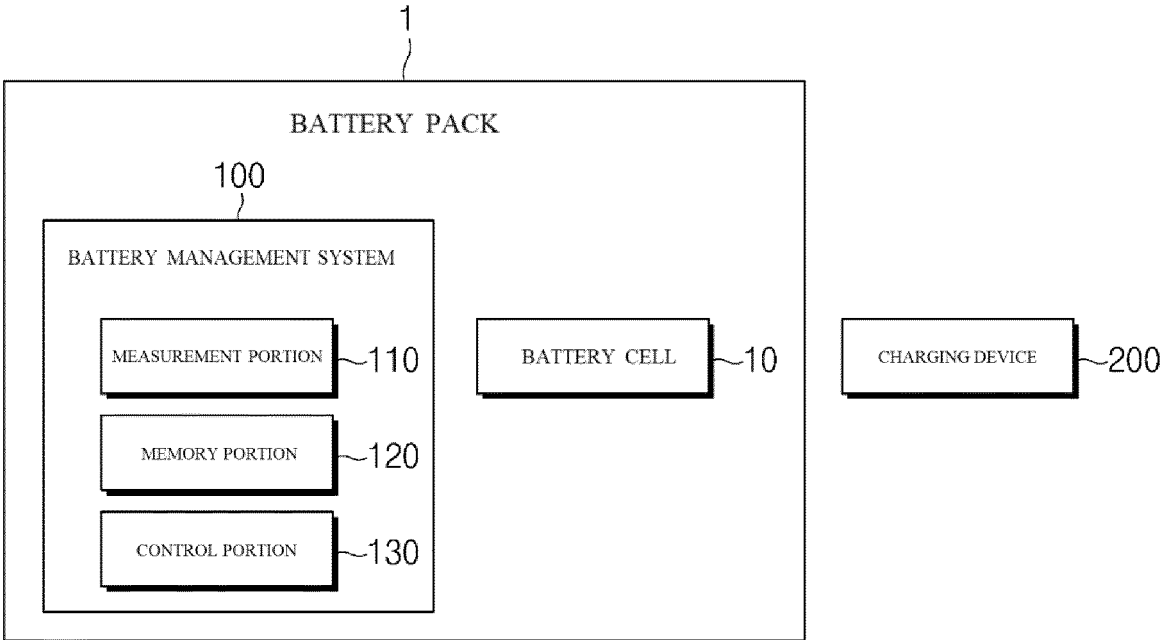 1
BATTERY PACK
100
BATTERY MANAGEMENT SYSTEM
MEASUREMENT PORTION
110
BATTERY CELL
10
CHARGING DEVICE
200
MEMORY PORTION
120
CONTROL PORTION
130